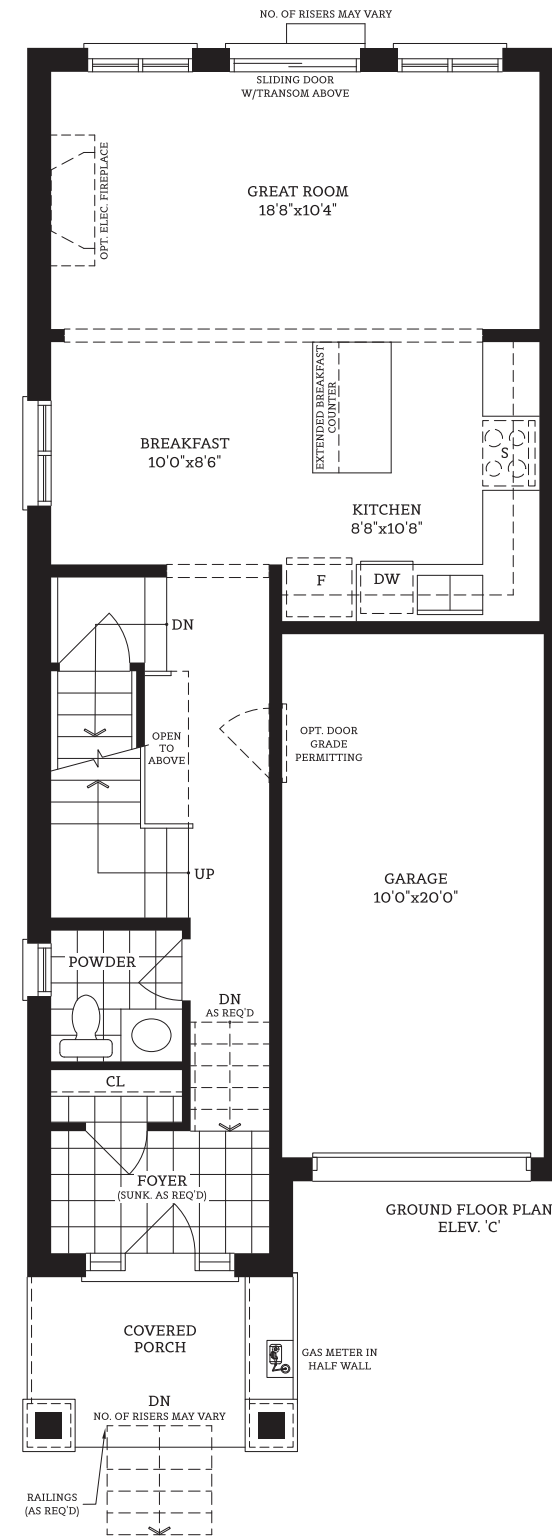 NO. OF RISERS MAY VARY
SLIDING DOOR
W/TRANSOM ABOVE
OPT. ELEC. FIREPLACE
GREAT ROOM
18'8"x10'4"
EXTENDED BREAKFAST
COUNTER
BREAKFAST
10'0"x8'6"
S
KITCHEN
8'8"x10'8"
F
DW
DN
OPEN
TO
ABOVE
OPT. DOOR
GRADE
PERMITTING
UP
GARAGE
10'0"x20'0"
POWDER
DN
AS REQ'D
CL
FOYER
(SUNK. AS REQ'D)
GROUND FLOOR PLAN
ELEV. 'C'
COVERED
PORCH
GAS METER IN
HALF WALL
DN
NO. OF RISERS MAY VARY
RAILINGS
(AS REQ'D)